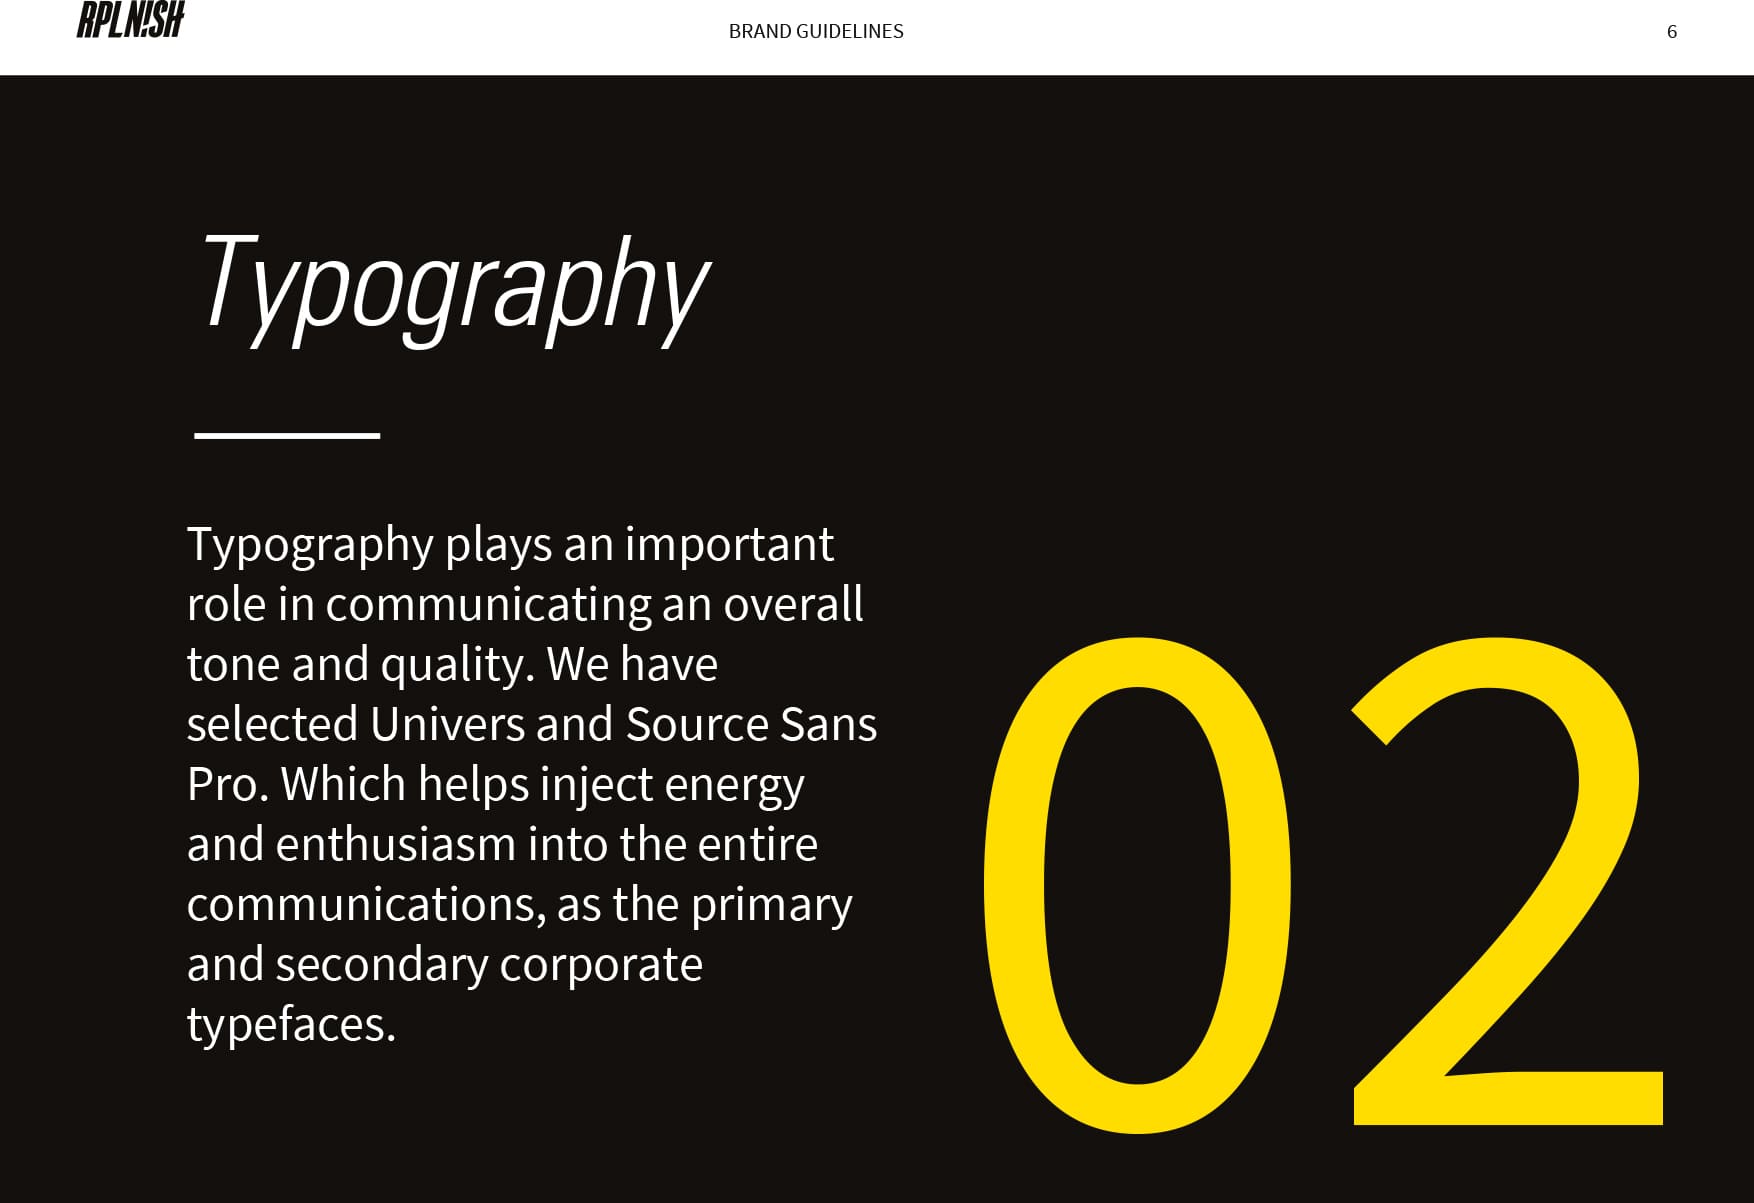 RPLN!SH
BRAND GUIDELINES
6
Typography
Typography plays an important
role in communicating an overall
tone and quality. We have
selected Univers and Source Sans
Pro. Which helps inject energy
and enthusiasm into the entire
communications, as the primary
and secondary corporate
typefaces.
02